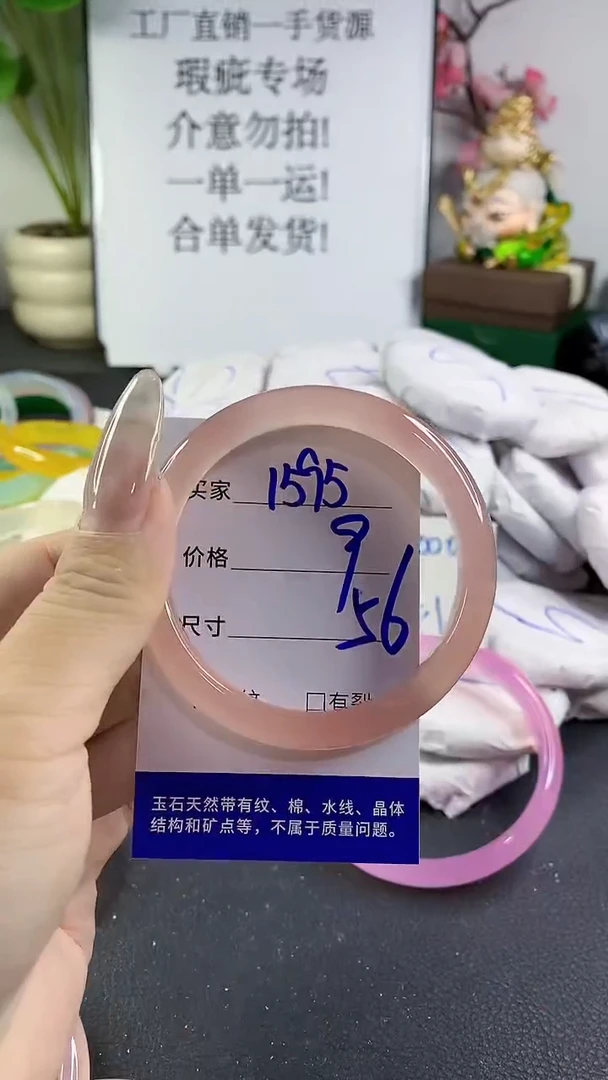 工厂直销一手货源
瑕疵专场
介意勿拍!
一单一运!
合单发货!
买家 1595
价格 9
尺寸 56
纹 □有裂
玉石天然带有纹、棉、水线、晶体
结构和矿点等，不属于质量问题。